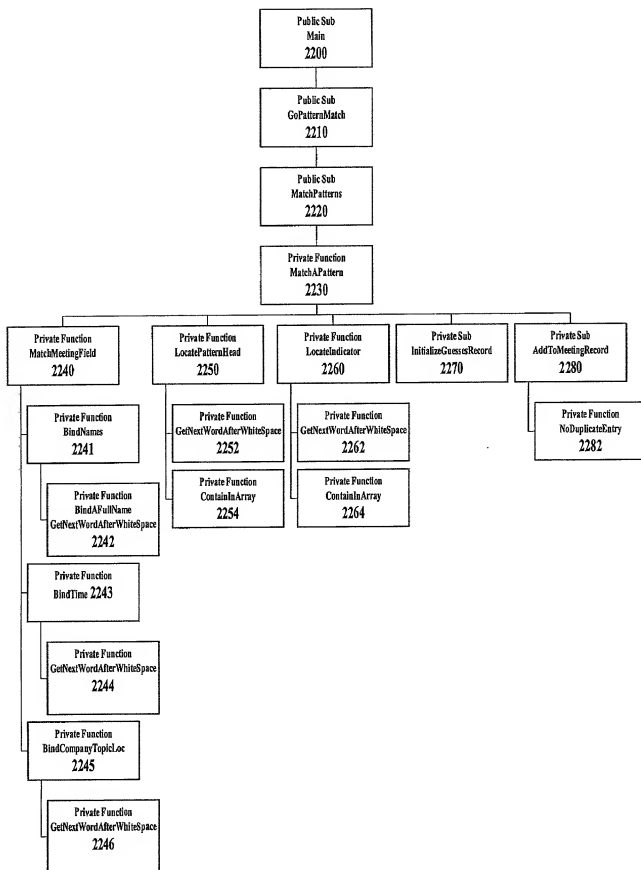 Public Sub
Main
2200
Public Sub
GoPatternMatch
2210
Public Sub
MatchPatterns
2220
Private Function
MatchAPattern
2230
Private Function
MatchMeetingField
2240
Private Function
LocatePatternHead
2250
Private Function
LocateIndicator
2260
Private Sub
InitializeGuessesRecord
2270
Private Sub
AddToMeetingRecord
2280
Private Function
BindNames
2241
Private Function
GetNextWordAfterWhiteSpace
2252
Private Function
GetNextWordAfterWhiteSpace
2262
Private Function
NoDuplicateEntry
2282
Private Function
ContainInArray
2254
Private Function
ContainInArray
2264
Private Function
BindAFullName
GetNextWordAfterWhiteSpace
2242
Private Function
BindTime 2243
Private Function
GetNextWordAfterWhiteSpace
2244
Private Function
BindCompanyTopicLoc
2245
Private Function
GetNextWordAfterWhiteSpace
2246